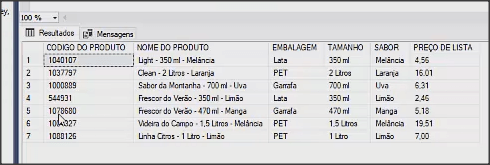 ey,
100 %
Resultados Mensagens
CODIGO DO PRODUTO NOME DO PRODUTO EMBALAGEM TAMANHO SABOR PREÇO DE LISTA
1 1040107 Light - 350 ml - Melância Lata 350 ml Melância 4,56
2 1037797 Clean - 2 Litros - Laranja PET 2 Litros Laranja 16,01
3 1000889 Sabor da Montanha - 700 ml - Uva Garrafa 700 ml Uva 6,31
4 544931 Frescor do Verão - 350 ml - Limão Lata 350 ml Limão 2,46
5 1078680 Frescor do Verão - 470 ml - Manga Garrafa 470 ml Manga 5,18
6 Videira do Campo - 1,5 Litros - Melância PET 1,5 Litros Melância 19,51
7 1088126 Linha Citros - 1 Litro - Limão PET 1 Litro Limão 7,00